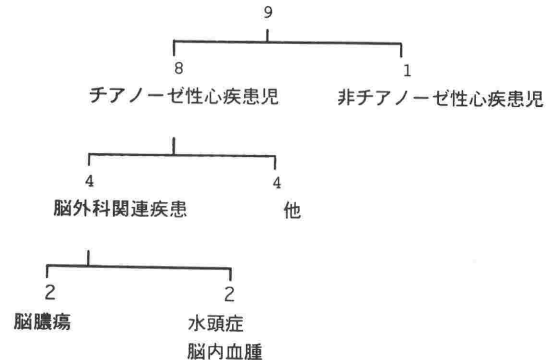 9
8
1
チアノーゼ性心疾患児
非チアノーゼ性心疾患児
4
4
脳外科関連疾患
他
2
2
脳膿瘍
水頭症
脳内血腫